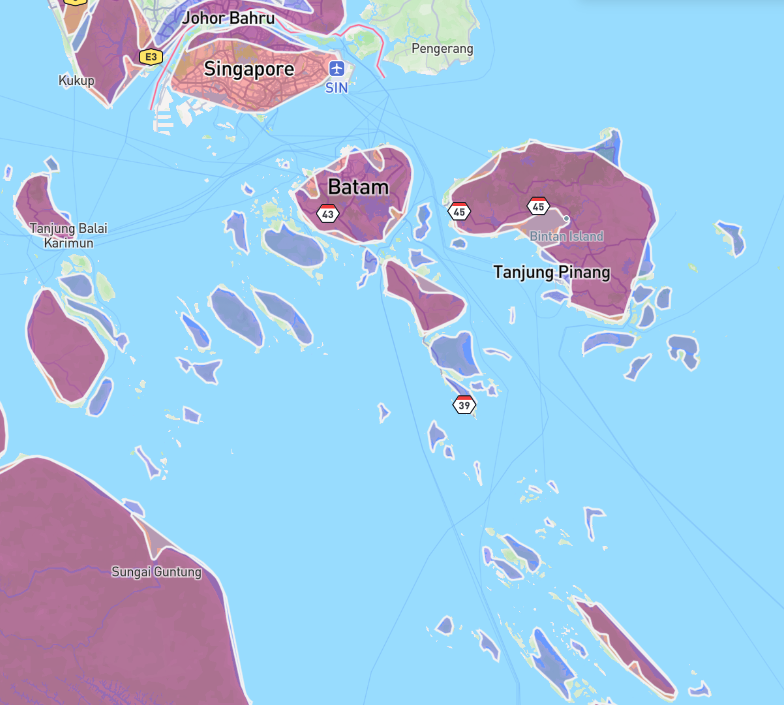 Johor Bahru
Pengerang
E3
Singapore
SIN
Kukup
Batam
43
45
45
Bintan Island
Tanjung Balai
Karimun
Tanjung Pinang
39
Sungai Guntung